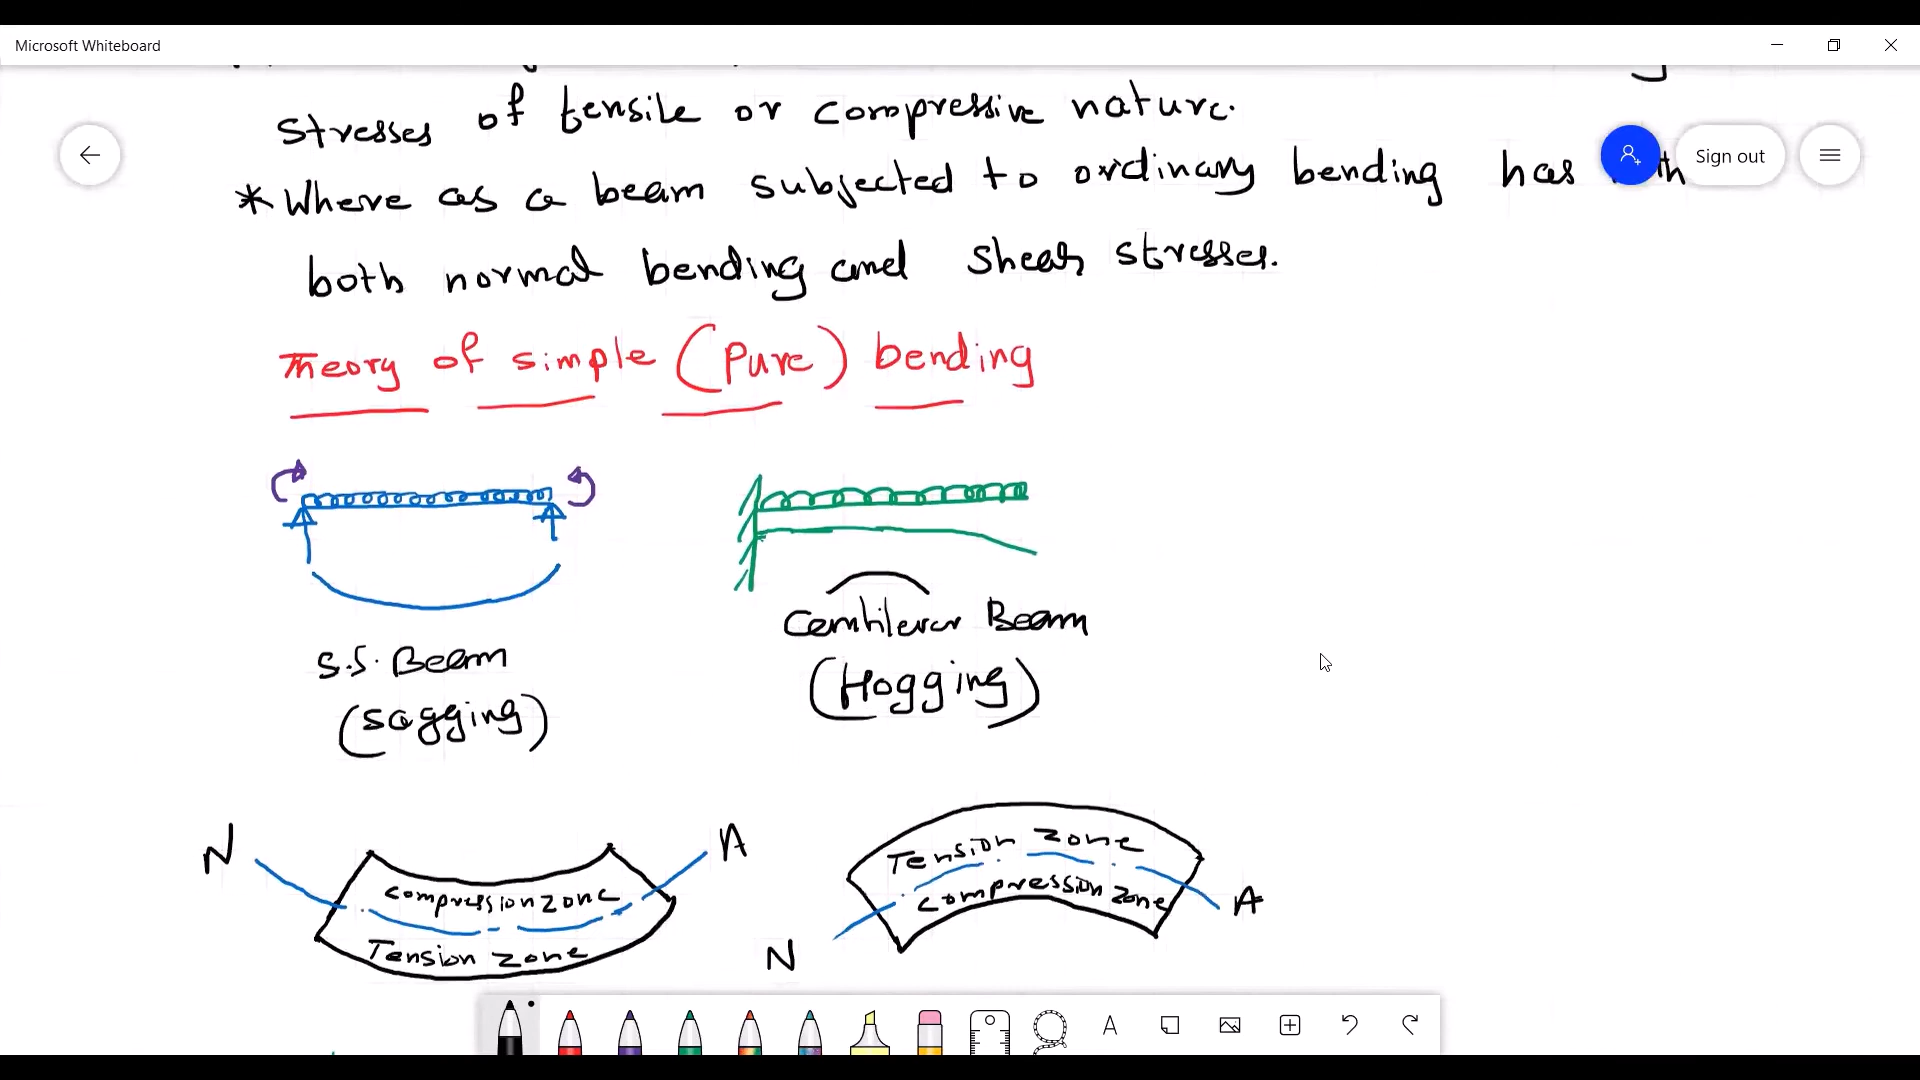 Microsoft Whiteboard
stresses of tensile or compressive nature.
Sign out
* Where as a beam subjected to ordinary bending has
both normal bending and shear stresses.
Theory of simple (Pure) bending
S.S. Beam
(sagging)
Cantilever Beam
(Hogging)
N
compression zone
Tension zone
A
Tension zone
compression zone
N
A
A